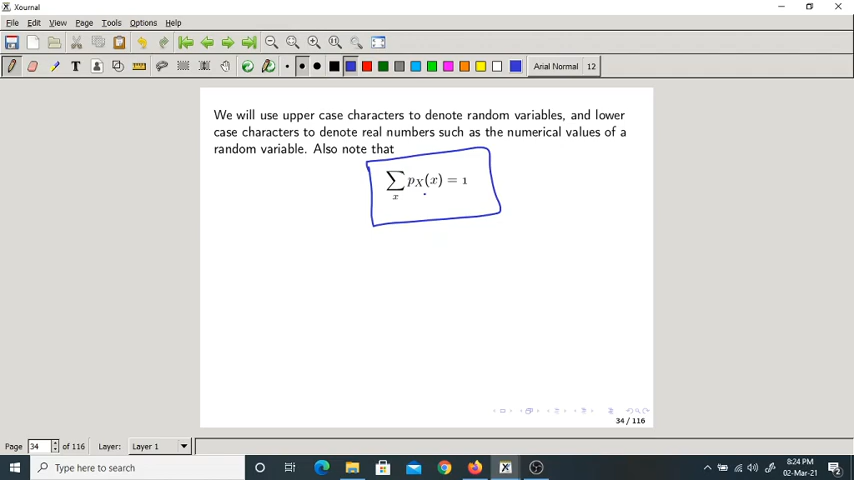 Xournal
File Edit View Page Tools Options Help
Arial Normal 12
We will use upper case characters to denote random variables, and lower
case characters to denote real numbers such as the numerical values of a
random variable. Also note that
∑ p_X(x) = 1
x
34 / 116
Page 34 of 116 Layer: Layer 1
Type here to search
8:24 PM
02-Mar-21
2